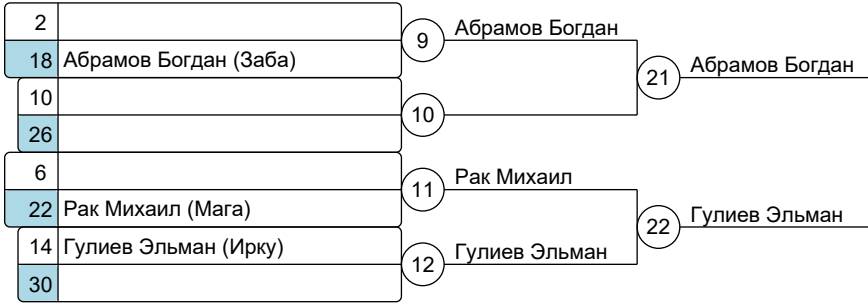 2
18 Абрамов Богдан (Заба)
9 Абрамов Богдан
21 Абрамов Богдан
10
26
10
6
22 Рак Михаил (Мага)
11 Рак Михаил
22 Гулиев Эльман
14 Гулиев Эльман (Ирку)
30
12 Гулиев Эльман